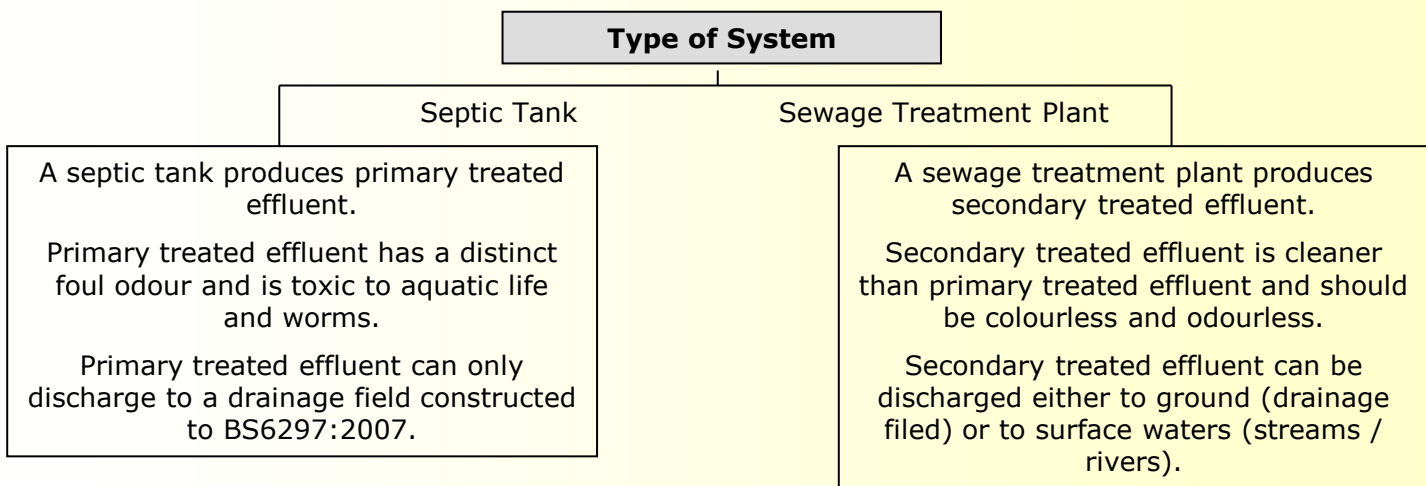 Type of System
Septic Tank
Sewage Treatment Plant
A septic tank produces primary treated
effluent.
Primary treated effluent has a distinct
foul odour and is toxic to aquatic life
and worms.
Primary treated effluent can only
discharge to a drainage field constructed
to BS6297:2007.
A sewage treatment plant produces
secondary treated effluent.
Secondary treated effluent is cleaner
than primary treated effluent and should
be colourless and odourless.
Secondary treated effluent can be
discharged either to ground (drainage
filed) or to surface waters (streams /
rivers).